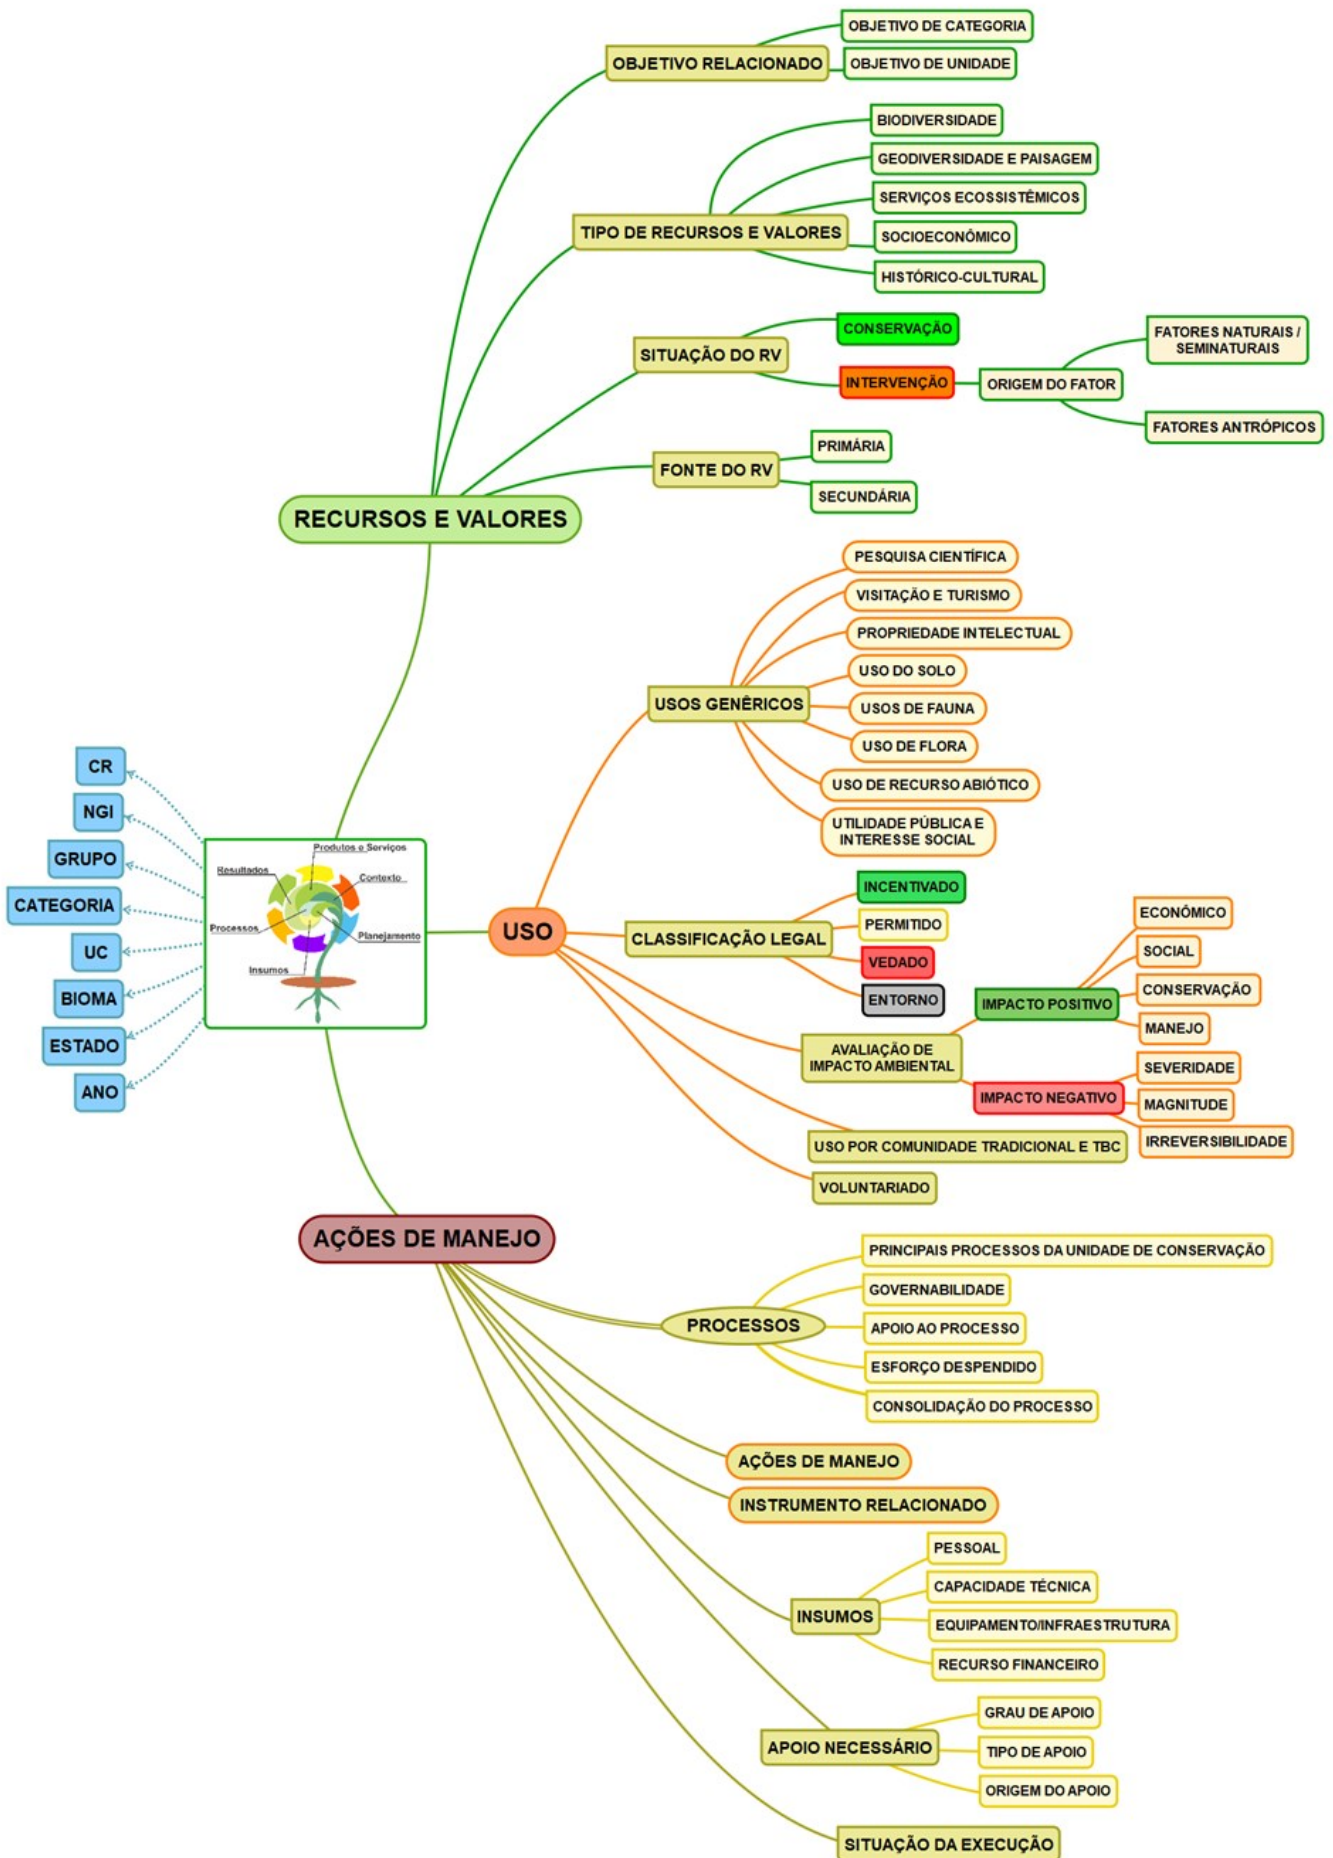 OBJETIVO DE CATEGORIA
OBJETIVO RELACIONADO
OBJETIVO DE UNIDADE
BIODIVERSIDADE
GEODIVERSIDADE E PAISAGEM
SERVIÇOS ECOSSISTÊMICOS
TIPO DE RECURSOS E VALORES
SOCIOECONÔMICO
HISTÓRICO-CULTURAL
CONSERVAÇÃO
SITUAÇÃO DO RV
INTERVENÇÃO
ORIGEM DO FATOR
FATORES NATURAIS /
SEMINATURAIS
FATORES ANTRÓPICOS
PRIMÁRIA
FONTE DO RV
SECUNDÁRIA
RECURSOS E VALORES
PESQUISA CIENTÍFICA
VISITAÇÃO E TURISMO
PROPRIEDADE INTELECTUAL
USO DO SOLO
USOS GENÉRICOS
USOS DE FAUNA
USO DE FLORA
USO DE RECURSO ABIÓTICO
UTILIDADE PÚBLICA E
INTERESSE SOCIAL
CR
NGI
GRUPO
CATEGORIA
UC
BIOMA
ESTADO
ANO
Produtos e Serviços
Resultados
Contexto
Processos
Planejamento
Insumos
USO
INCENTIVADO
PERMITIDO
CLASSIFICAÇÃO LEGAL
VEDADO
ENTORNO
ECONÔMICO
SOCIAL
IMPACTO POSITIVO
CONSERVAÇÃO
MANEJO
AVALIAÇÃO DE
IMPACTO AMBIENTAL
SEVERIDADE
IMPACTO NEGATIVO
MAGNITUDE
IRREVERSIBILIDADE
USO POR COMUNIDADE TRADICIONAL E TBC
VOLUNTARIADO
AÇÕES DE MANEJO
PRINCIPAIS PROCESSOS DA UNIDADE DE CONSERVAÇÃO
GOVERNABILIDADE
PROCESSOS
APOIO AO PROCESSO
ESFORÇO DESPENDIDO
CONSOLIDAÇÃO DO PROCESSO
AÇÕES DE MANEJO
INSTRUMENTO RELACIONADO
PESSOAL
CAPACIDADE TÉCNICA
INSUMOS
EQUIPAMENTO/INFRAESTRUTURA
RECURSO FINANCEIRO
GRAU DE APOIO
APOIO NECESSÁRIO
TIPO DE APOIO
ORIGEM DO APOIO
SITUAÇÃO DA EXECUÇÃO